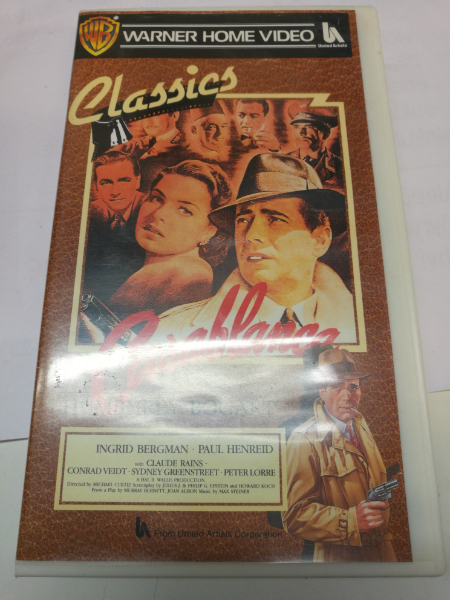 WB
WARNER HOME VIDEO
United Artists
Classics
Casablanca
BOGART
INGRID BERGMAN · PAUL HENREID
with CLAUDE RAINS ·
CONRAD VEIDT · SYDNEY GREENSTREET · PETER LORRE
A HAL B. WALLIS PRODUCTION
Directed by MICHAEL CURTIZ Screenplay by JULIUS J. & PHILIP G. EPSTEIN and HOWARD KOCH
From a Play by MURRAY BURNETT, JOAN ALISON Music by MAX STEINER
From United Artists Corporation